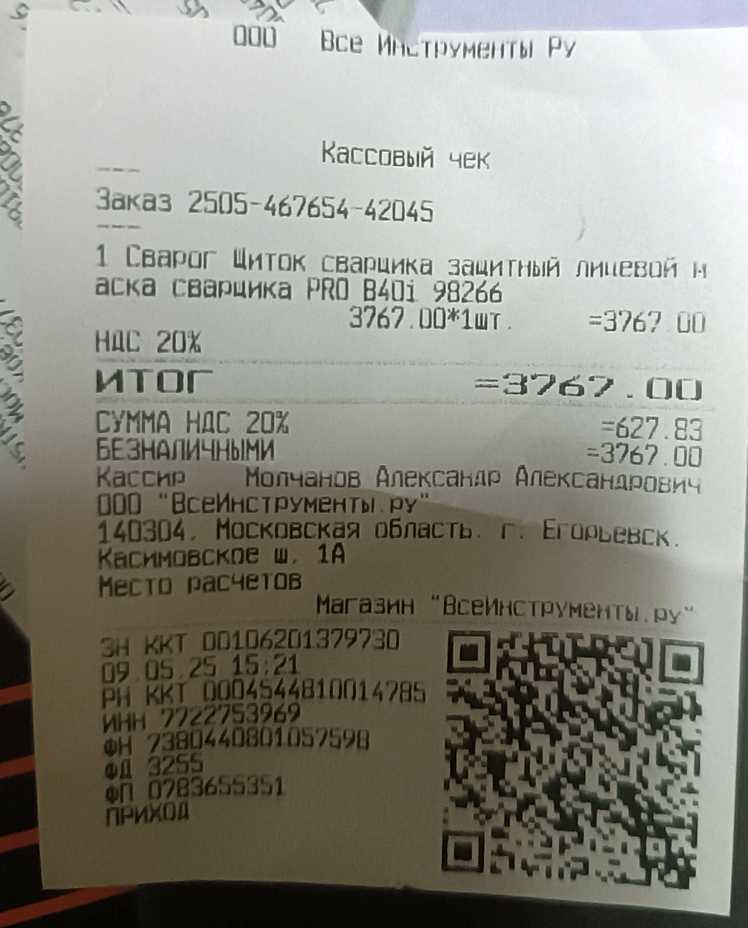 ООО Все Инструменты Ру
Кассовый чек
---
Заказ 2505-467654-42045
---
1 Сварог Щиток сварщика защитный лицевой м
аска сварщика PRO B40i 98266
3767.00*1шт. =3767.00
НДС 20%
ИТОГ =3767.00
СУММА НДС 20% =627.83
БЕЗНАЛИЧНЫМИ =3767.00
Кассир Молчанов Александр Александрович
ООО "ВсеИнструменты.ру"
140304, Московская область, г. Егорьевск,
Касимовское ш. 1А
Место расчетов
Магазин "ВсеИнструменты.ру"
ЗН ККТ 00106201379730
09.05.25 15:21
РН ККТ 0004544810014785
ИНН 7722753969
ФН 7380440801057598
ФД 3255
ФП 0783655351
ПРИХОД